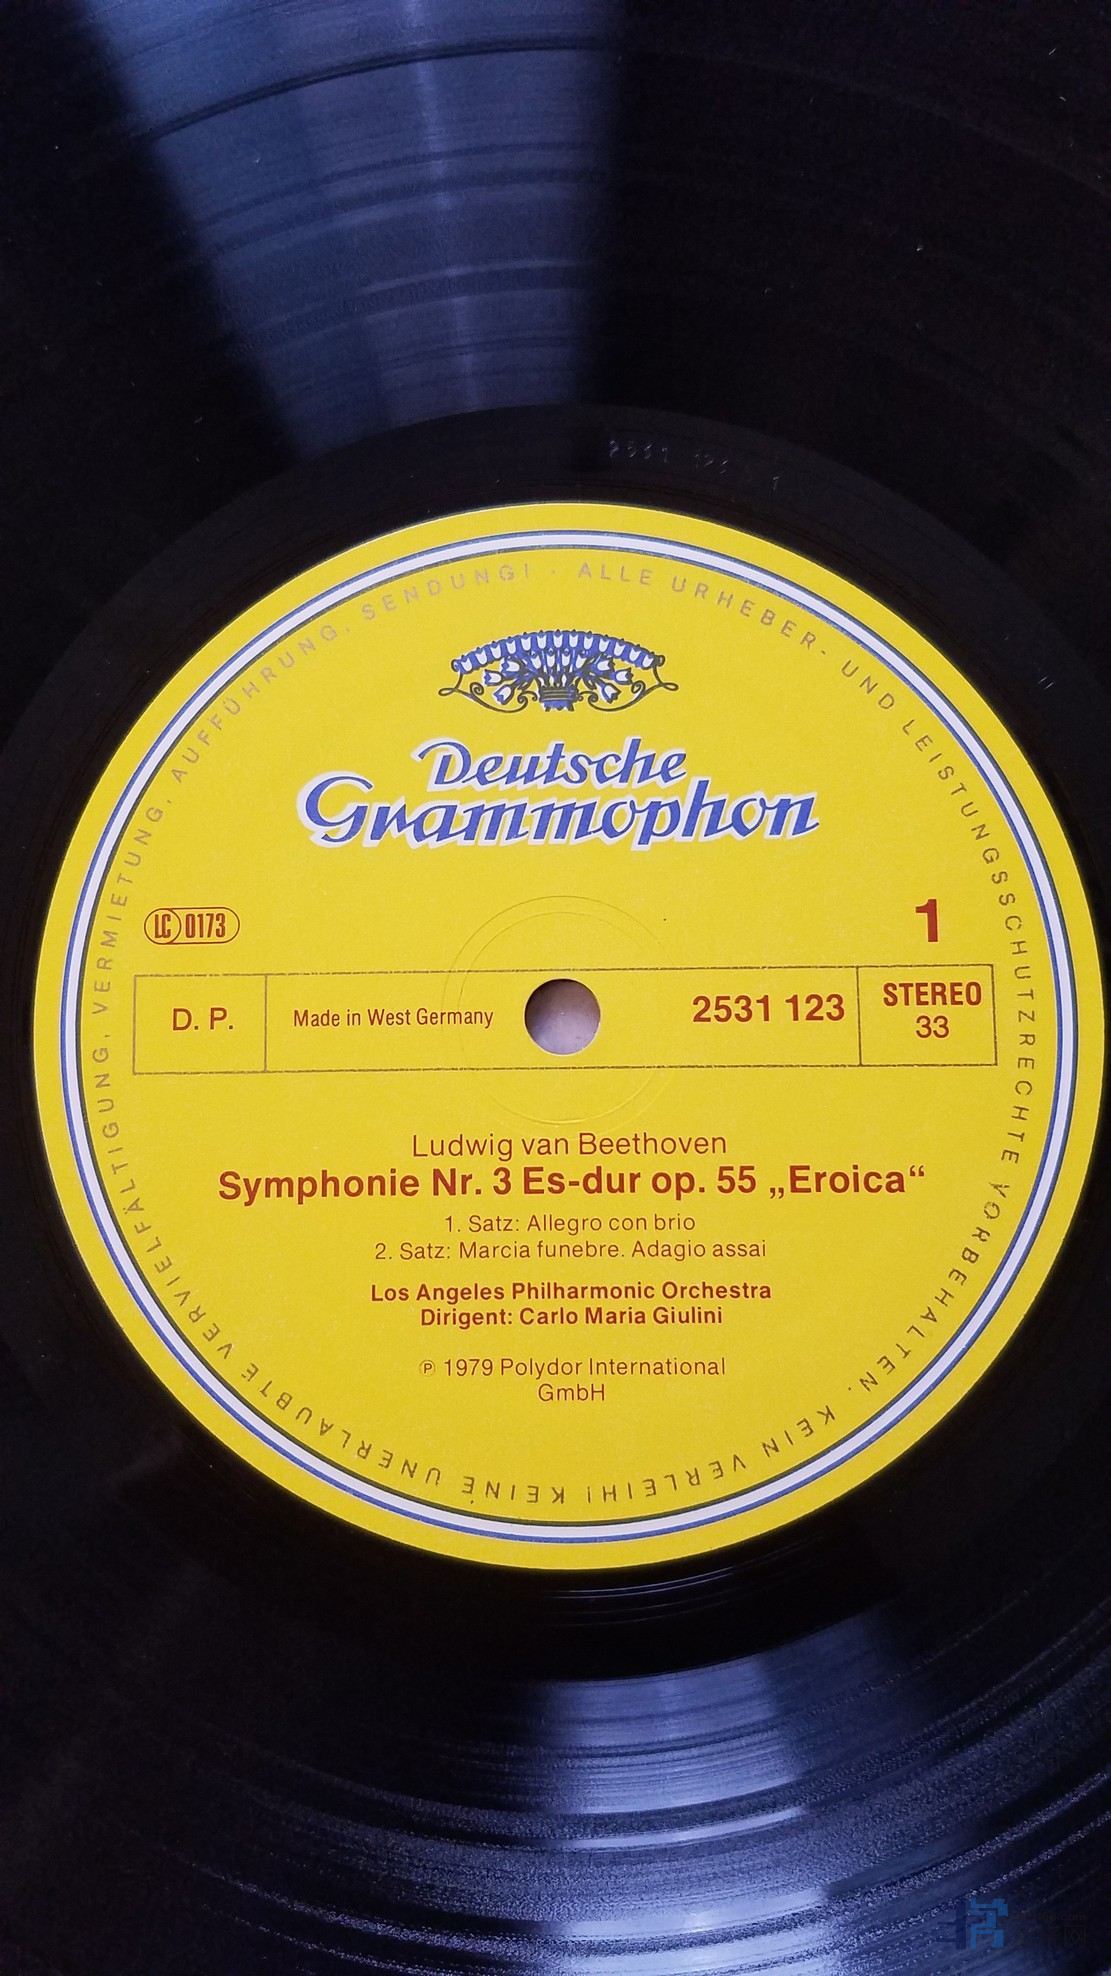 2531 123 1
ALLE URHEBER- UND LEISTUNGSSCHUTZRECHTE VORBEHALTEN. KEIN VERLEIH! KEINE UNERLAUBTE VERVIELFÄLTIGUNG, VERMIETUNG, AUFFÜHRUNG, SENDUNG! ·
Deutsche
Grammophon
LC 0173
1
D. P.
Made in West Germany
2531 123
STEREO
33
Ludwig van Beethoven
Symphonie Nr. 3 Es-dur op. 55 „Eroica“
1. Satz: Allegro con brio
2. Satz: Marcia funebre. Adagio assai
Los Angeles Philharmonic Orchestra
Dirigent: Carlo Maria Giulini
℗ 1979 Polydor International
GmbH